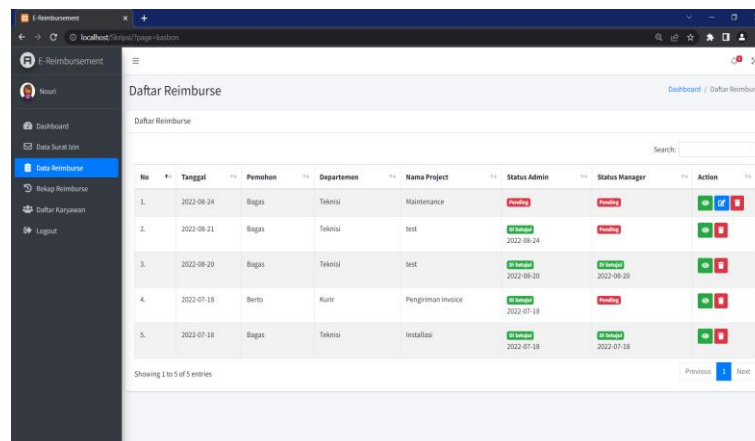 E-Reimbursement
localhost/Skripsi/?page=kasbon
E-Reimbursement
Nouri
Daftar Reimburse
Dashboard / Daftar Reimbur
Dashboard
Data Surat Izin
Data Reimburse
Rekap Reimburse
Daftar Karyawan
Logout
Daftar Reimburse
Search:
No Tanggal Pemohon Departemen Nama Project Status Admin Status Manager Action
1. 2022-08-24 Bagas Teknisi Maintenance Pending Pending
2. 2022-08-21 Bagas Teknisi test Di Setujui Pending
2022-08-24
3. 2022-08-20 Bagas Teknisi test Di Setujui Di Setujui
2022-08-20 2022-08-20
4. 2022-07-18 Berto Kurir Pengiriman invoice Di Setujui Pending
2022-07-18
5. 2022-07-18 Bagas Teknisi Installasi Di Setujui Di Setujui
2022-07-18 2022-07-18
Showing 1 to 5 of 5 entries
Previous 1 Next